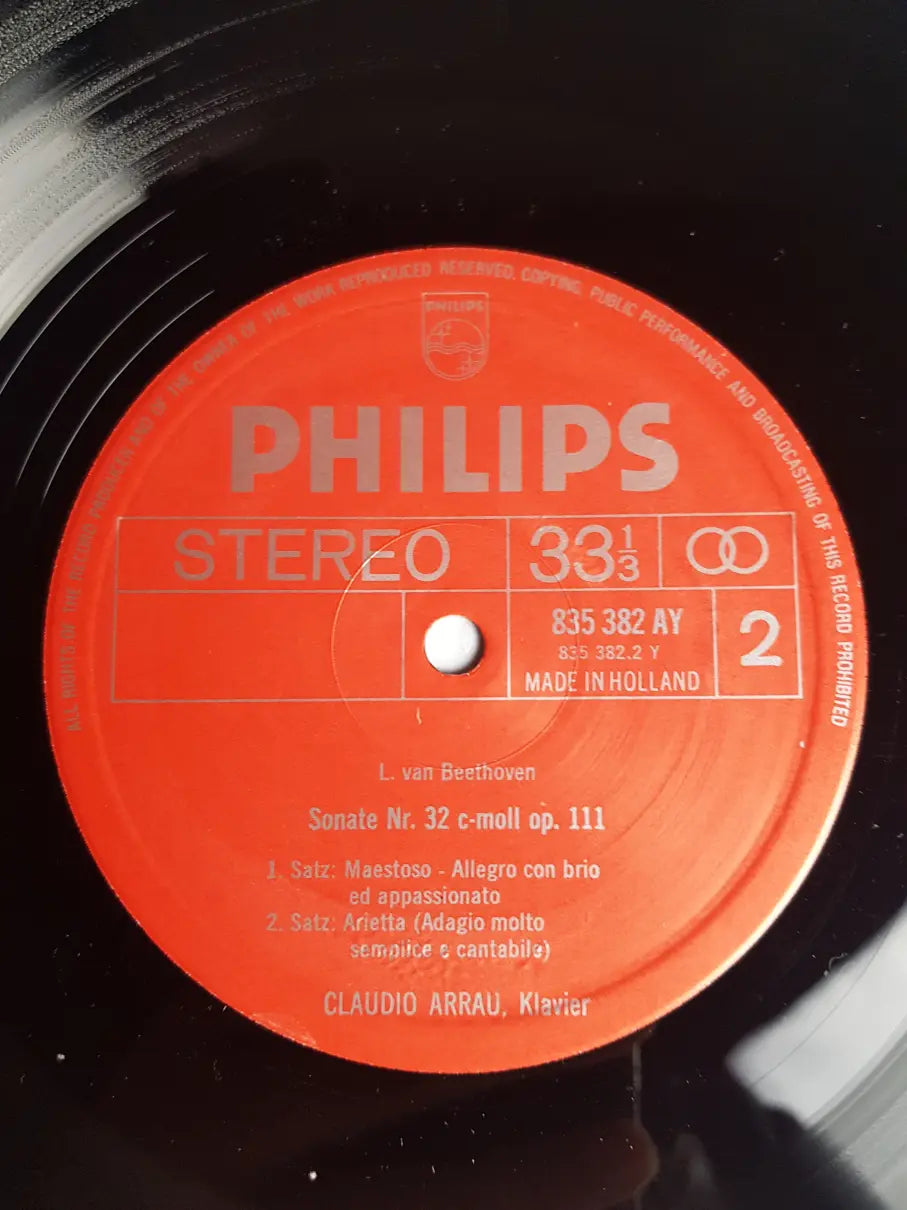 ALL RIGHTS OF THE RECORD PRODUCER AND OF THE OWNER OF THE WORK REPRODUCED RESERVED. COPYING, PUBLIC PERFORMANCE AND BROADCASTING OF THIS RECORD PROHIBITED
PHILIPS
PHILIPS
STEREO 33 1/3
835 382 AY
835 382.2 Y
2
MADE IN HOLLAND
L. van Beethoven
Sonate Nr. 32 c-moll op. 111
1. Satz: Maestoso - Allegro con brio
ed appassionato
2. Satz: Arietta (Adagio molto
semplice e cantabile)
CLAUDIO ARRAU, Klavier